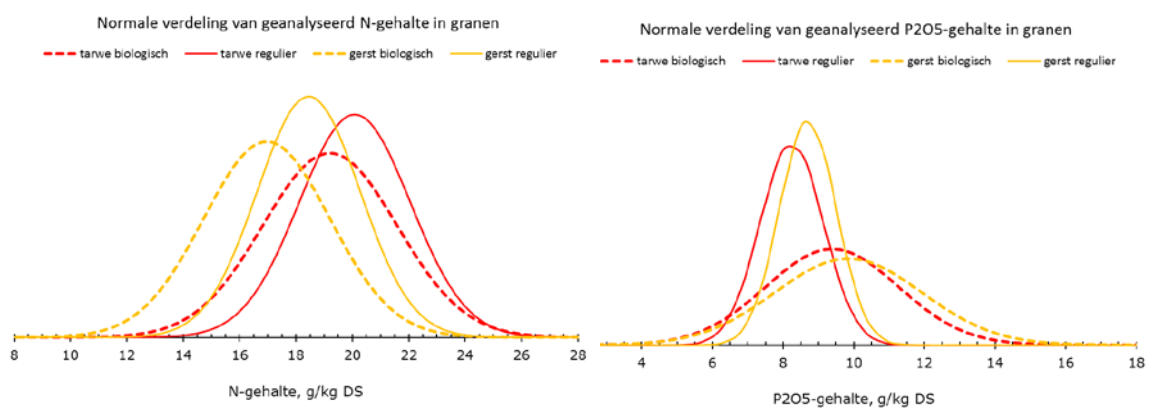 Normale verdeling van geanalyseerd N-gehalte in granen
tarwe biologisch tarwe regulier gerst biologisch gerst regulier
8 10 12 14 16 18 20 22 24 26 28
N-gehalte, g/kg DS
Normale verdeling van geanalyseerd P2O5-gehalte in granen
tarwe biologisch tarwe regulier gerst biologisch gerst regulier
4 6 8 10 12 14 16 18
P2O5-gehalte, g/kg DS